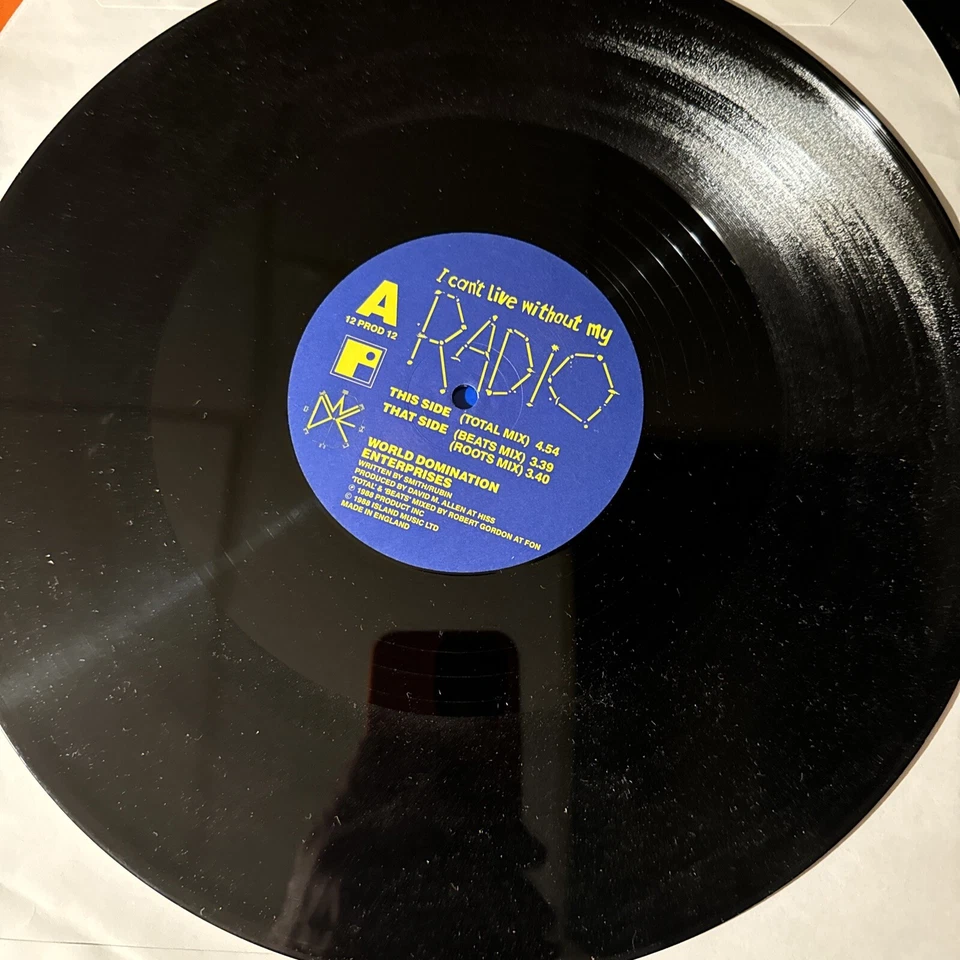 I can't live without my
RADIO
A
12 PROD 12
THIS SIDE (TOTAL MIX) 4.54
THAT SIDE (BEATS MIX) 3.39
(ROOTS MIX) 3.40
WORLD DOMINATION
ENTERPRISES
WRITTEN BY SMITH/RUBIN
PRODUCED BY DAVID M. ALLEN AT HISS
'TOTAL' & 'BEATS' MIXED BY ROBERT GORDON AT FON
℗ 1988 PRODUCT INC
© 1988 ISLAND MUSIC LTD
MADE IN ENGLAND